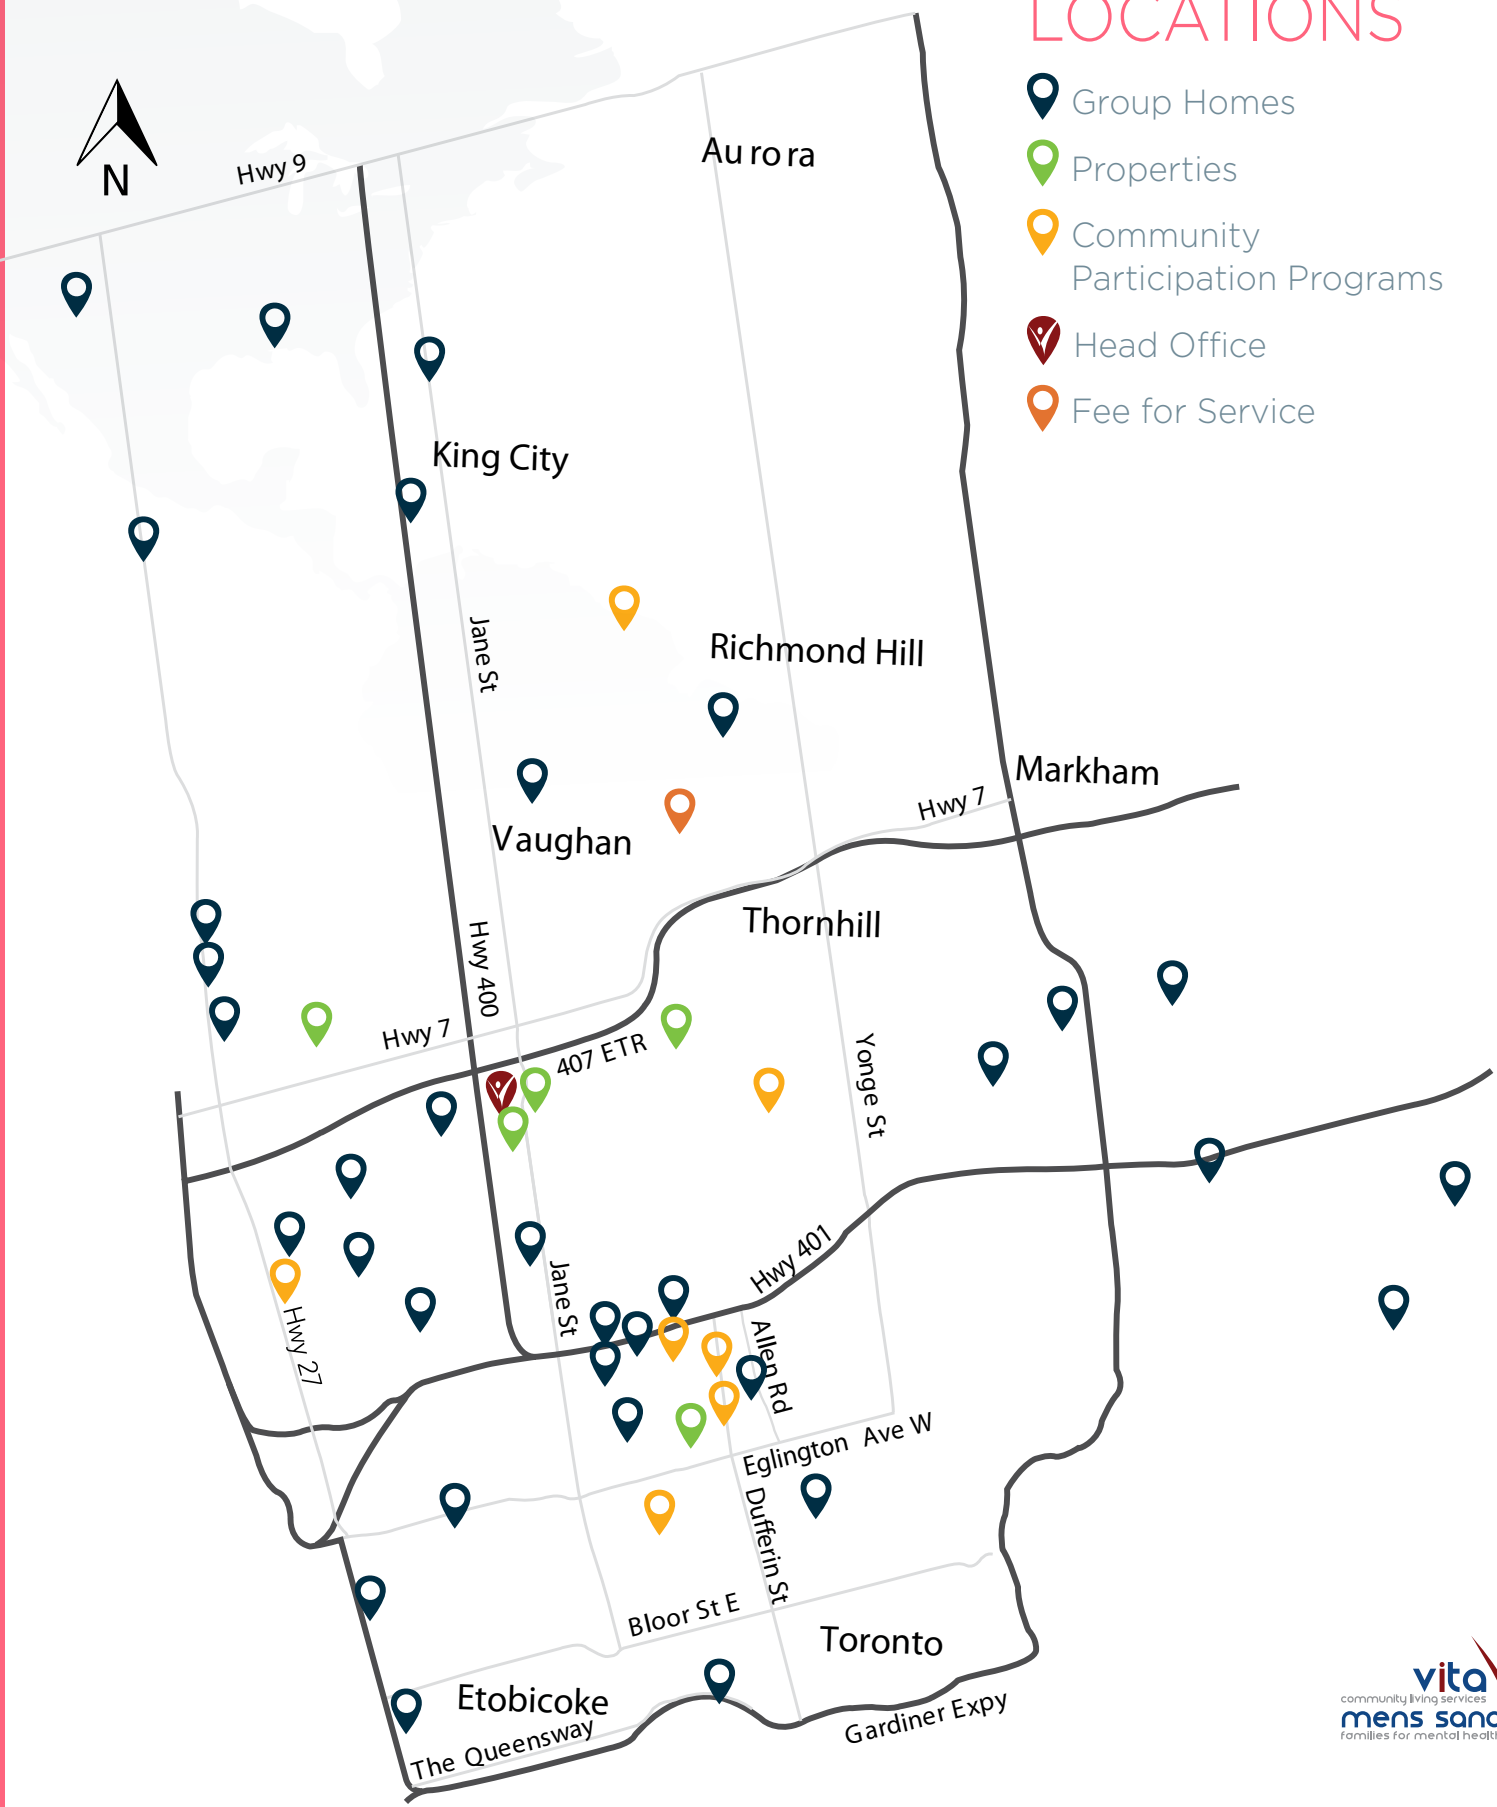 LOCATIONS
Group Homes
Properties
Community
Participation Programs
Head Office
Fee for Service
N
Hwy 9
Aurora
King City
Jane St
Richmond Hill
Markham
Hwy 7
Vaughan
Thornhill
Hwy 400
Hwy 7
407 ETR
Yonge St
Hwy 401
Jane St
Hwy 27
Allen Rd
Eglington Ave W
Dufferin St
Bloor St E
Toronto
Etobicoke
The Queensway
Gardiner Expy
vita
community living services
mens sana
families for mental health